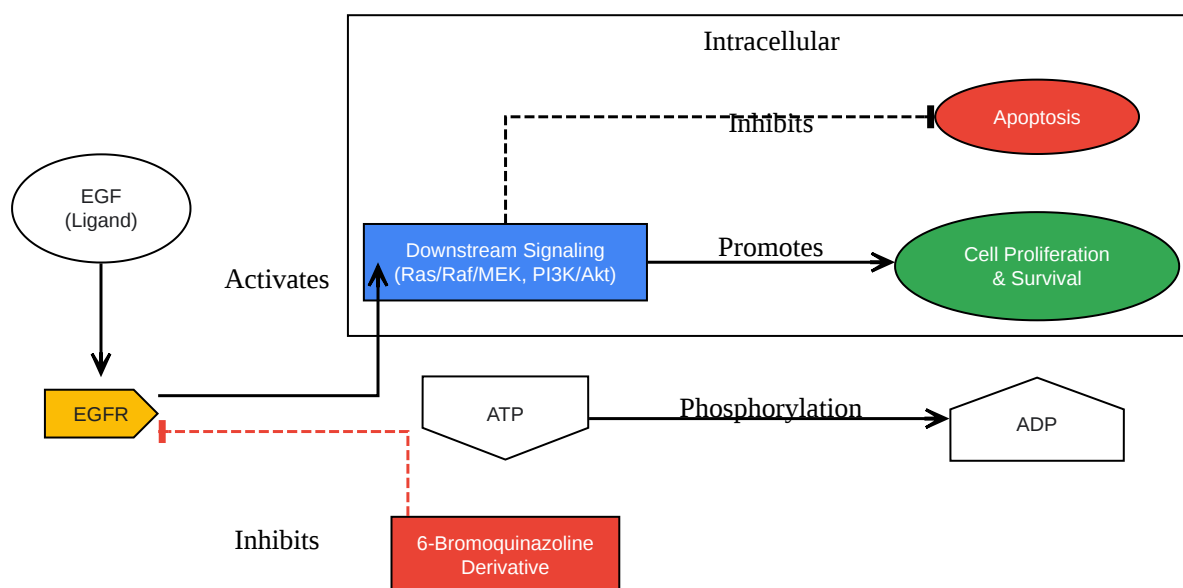 Intracellular
Inhibits
Apoptosis
EGF
(Ligand)
Downstream Signaling
(Ras/Raf/MEK, PI3K/Akt)
Promotes
Cell Proliferation
& Survival
Activates
EGFR
ATP
Phosphorylation
ADP
Inhibits
6-Bromoquinazoline
Derivative